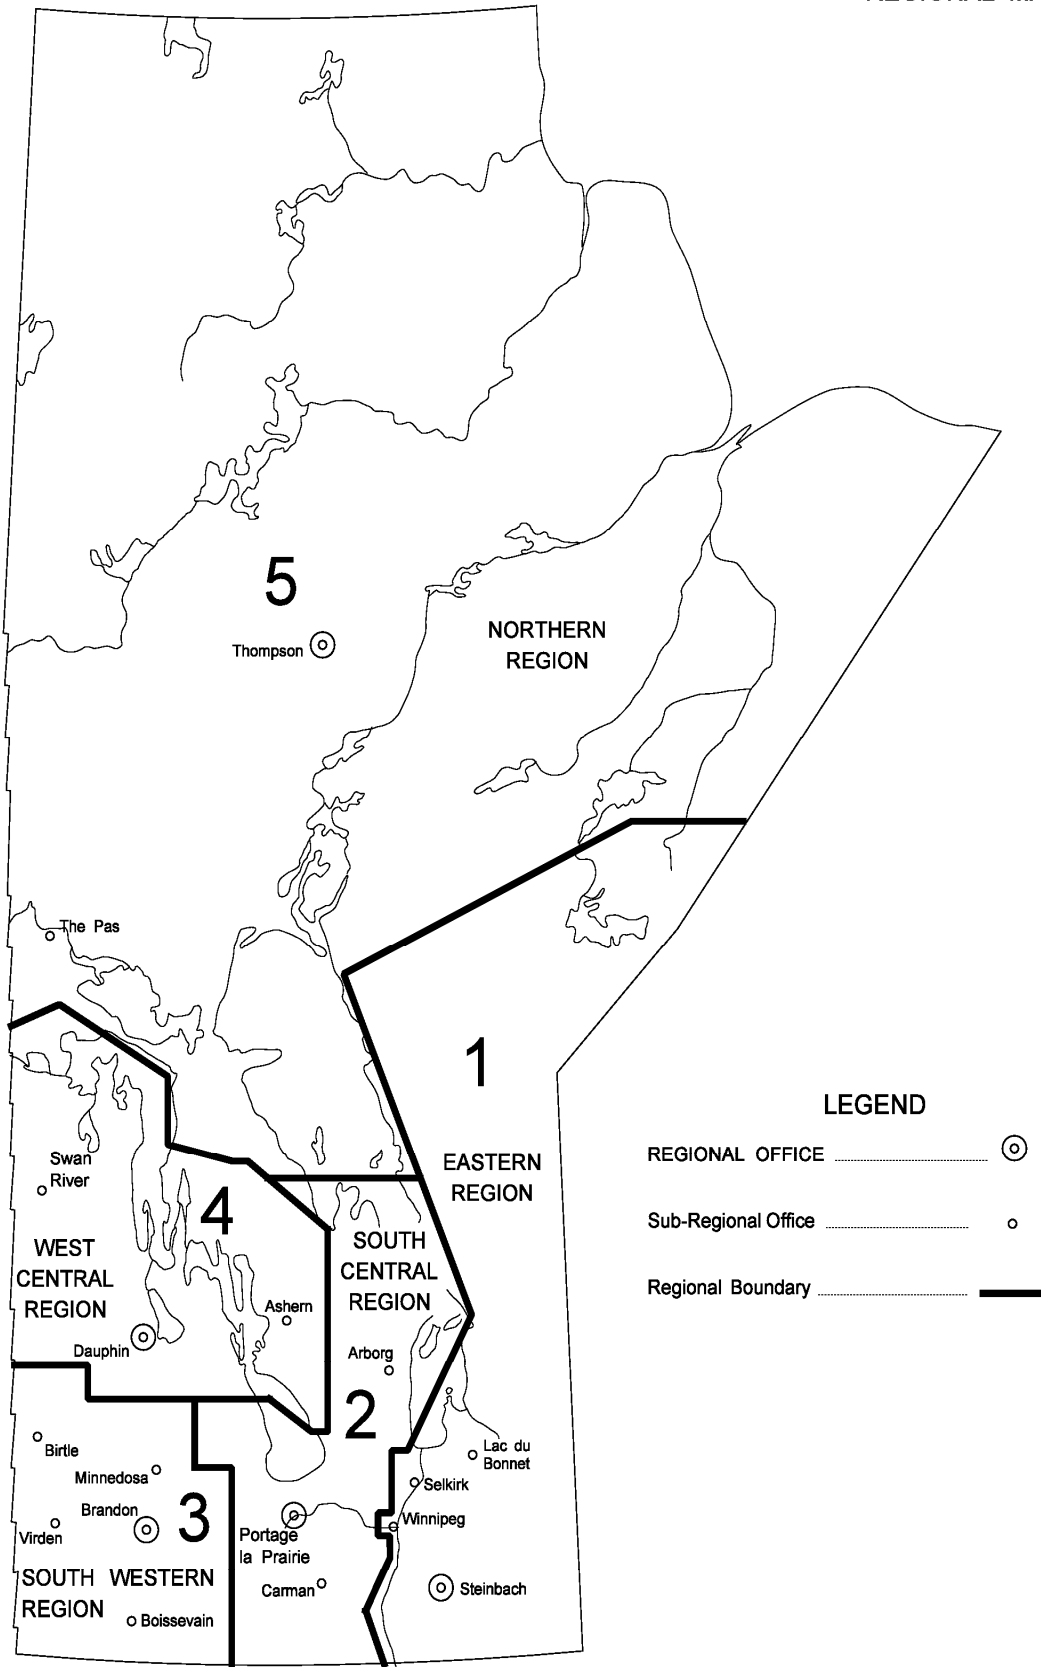 5
Thompson
NORTHERN
REGION
The Pas
1
LEGEND
REGIONAL OFFICE
Sub-Regional Office
Regional Boundary
EASTERN
REGION
Swan
River
4
WEST
CENTRAL
REGION
SOUTH
CENTRAL
REGION
Ashern
Dauphin
Arborg
2
Birtle
Minnedosa
Brandon
3
Virden
SOUTH WESTERN
REGION
Boissevain
Lac du
Bonnet
Selkirk
Winnipeg
Portage
la Prairie
Carman
Steinbach